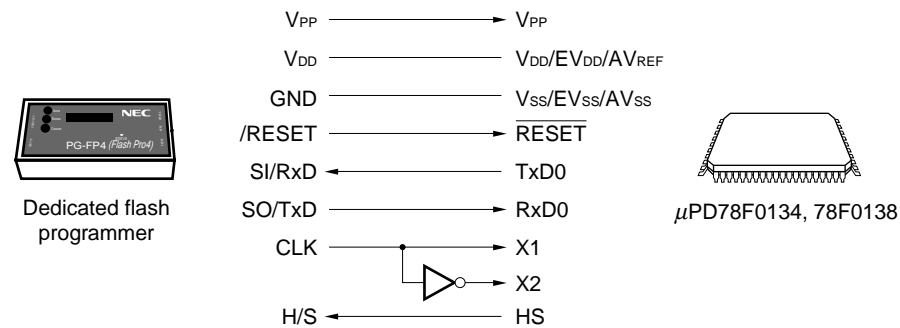 VPP VPP
VDD VDD/EVDD/AVREF
GND VSS/EVSS/AVSS
/RESET RESET
SI/RxD TxD0
SO/TxD RxD0
CLK X1
X2
H/S HS
NEC
PG-FP4 (Flash Pro4)
Dedicated flash
programmer
μPD78F0134, 78F0138